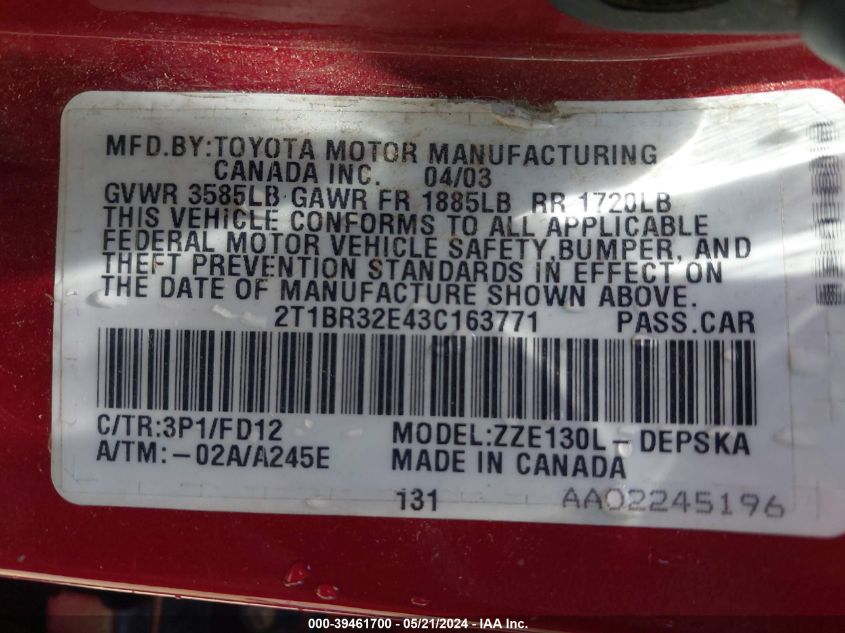 MFD.BY:TOYOTA MOTOR MANUFACTURING
CANADA INC. 04/03
GVWR 3585LB GAWR FR 1885LB RR 1720LB
THIS VEHICLE CONFORMS TO ALL APPLICABLE
FEDERAL MOTOR VEHICLE SAFETY,BUMPER, AND
THEFT PREVENTION STANDARDS IN EFFECT ON
THE DATE OF MANUFACTURE SHOWN ABOVE.
2T1BR32E43C163771 PASS.CAR
C/TR:3P1/FD12 MODEL:ZZE130L-DEPSKA
A/TM:-02A/A245E MADE IN CANADA
131 AA02245196
000-39461700 - 05/21/2024 - IAA Inc.